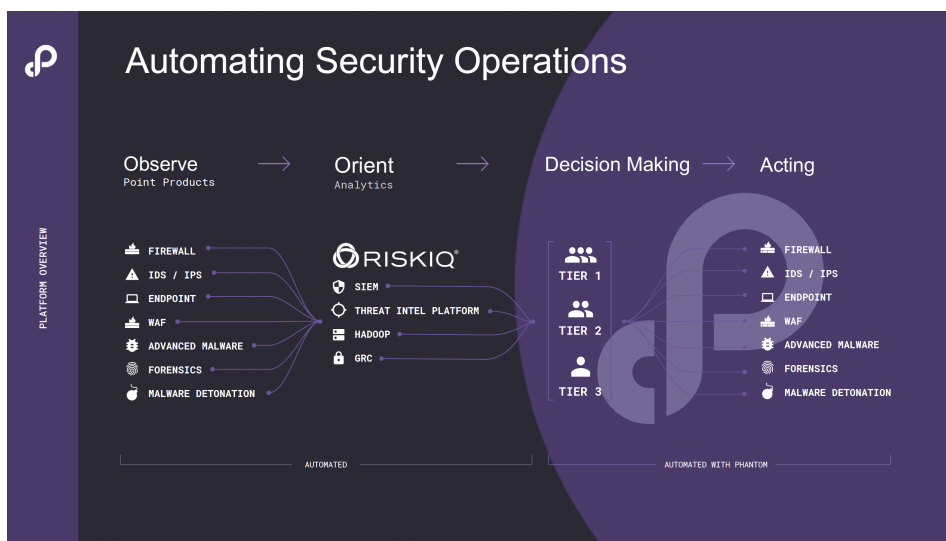 Automating Security Operations
PLATFORM OVERVIEW
Observe
Point Products
FIREWALL
IDS / IPS
ENDPOINT
WAF
ADVANCED MALWARE
FORENSICS
MALWARE DETONATION
Orient
Analytics
RISKIQ®
SIEM
THREAT INTEL PLATFORM
HADOOP
GRC
AUTOMATED
Decision Making
TIER 1
TIER 2
TIER 3
Acting
FIREWALL
IDS / IPS
ENDPOINT
WAF
ADVANCED MALWARE
FORENSICS
MALWARE DETONATION
AUTOMATED WITH PHANTOM